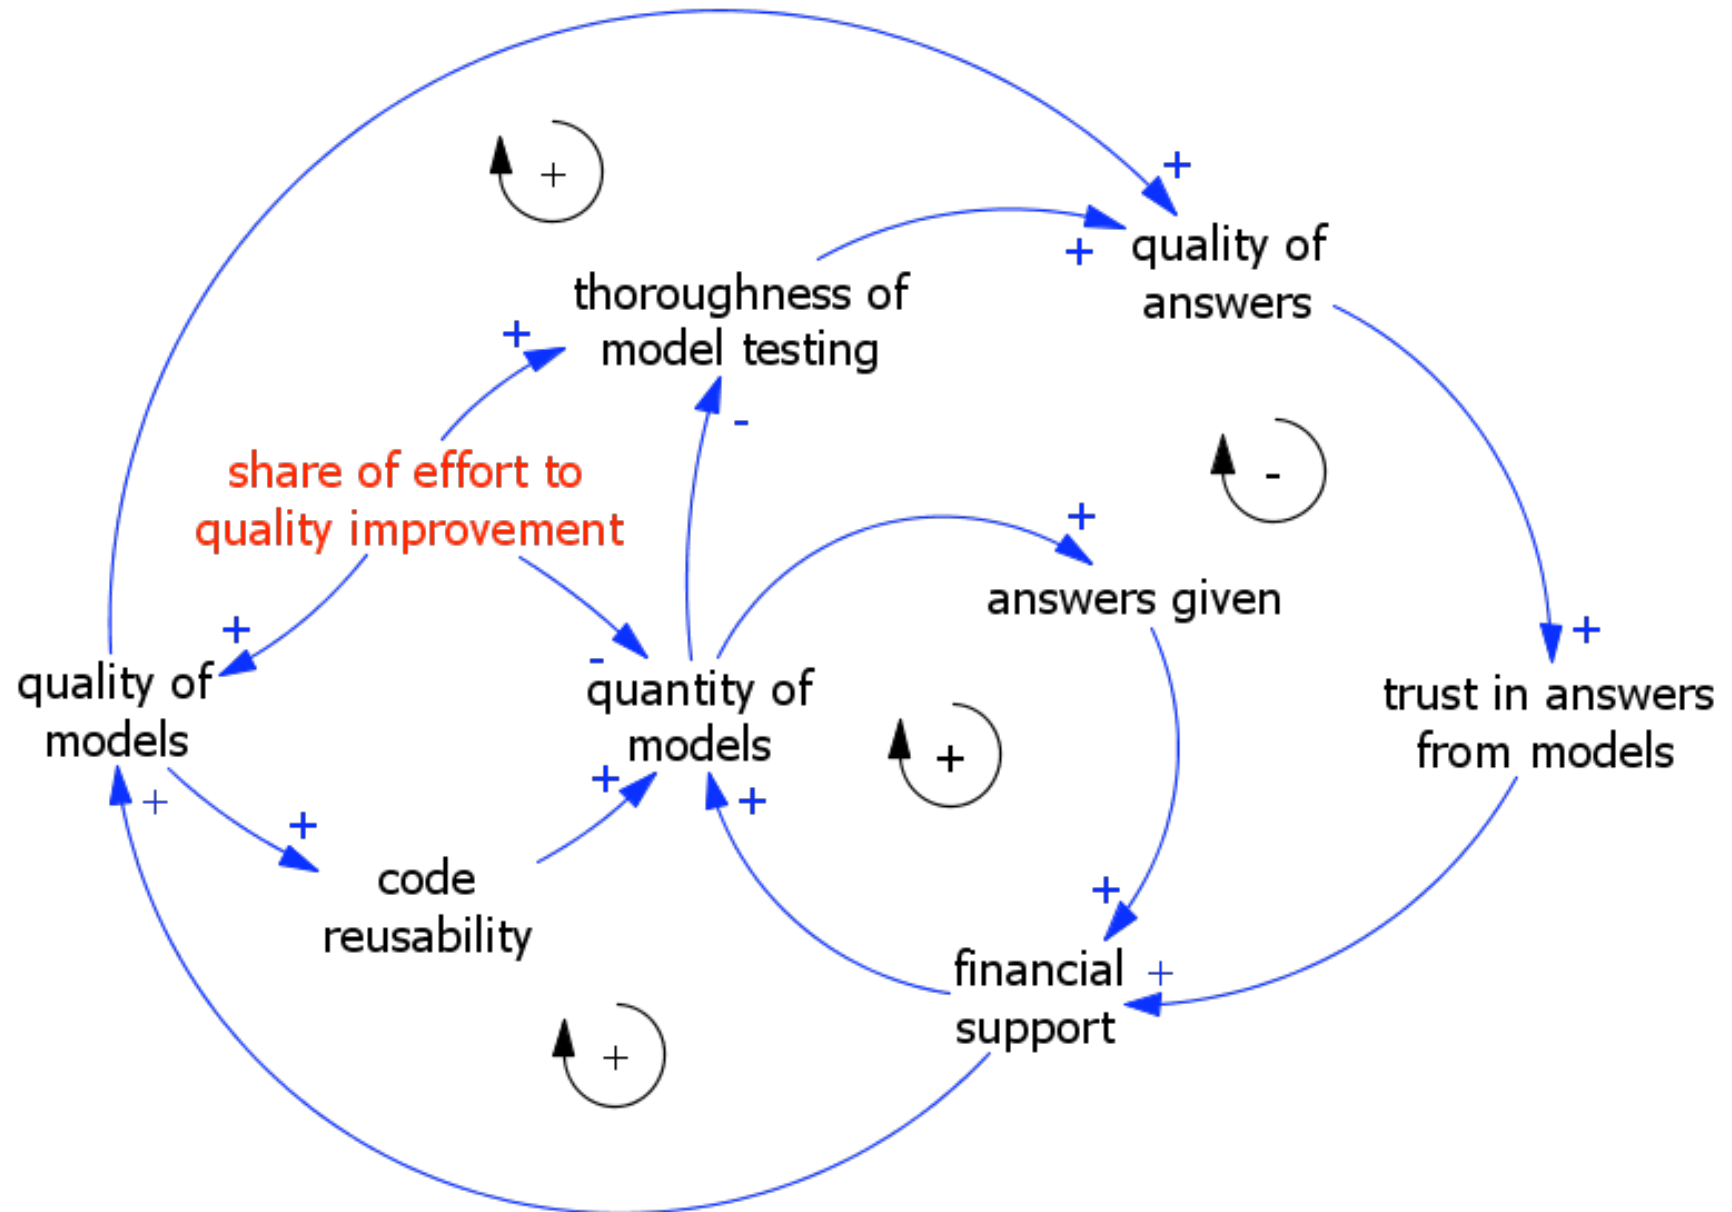 +
+
quality of
answers
+
thoroughness of
model testing
+
-
share of effort to
quality improvement
-
+
answers given
+
+
quality of
models
-
quantity of
models
+
trust in answers
from models
+
+
+
+
+
code
reusability
+
financial +
support
+